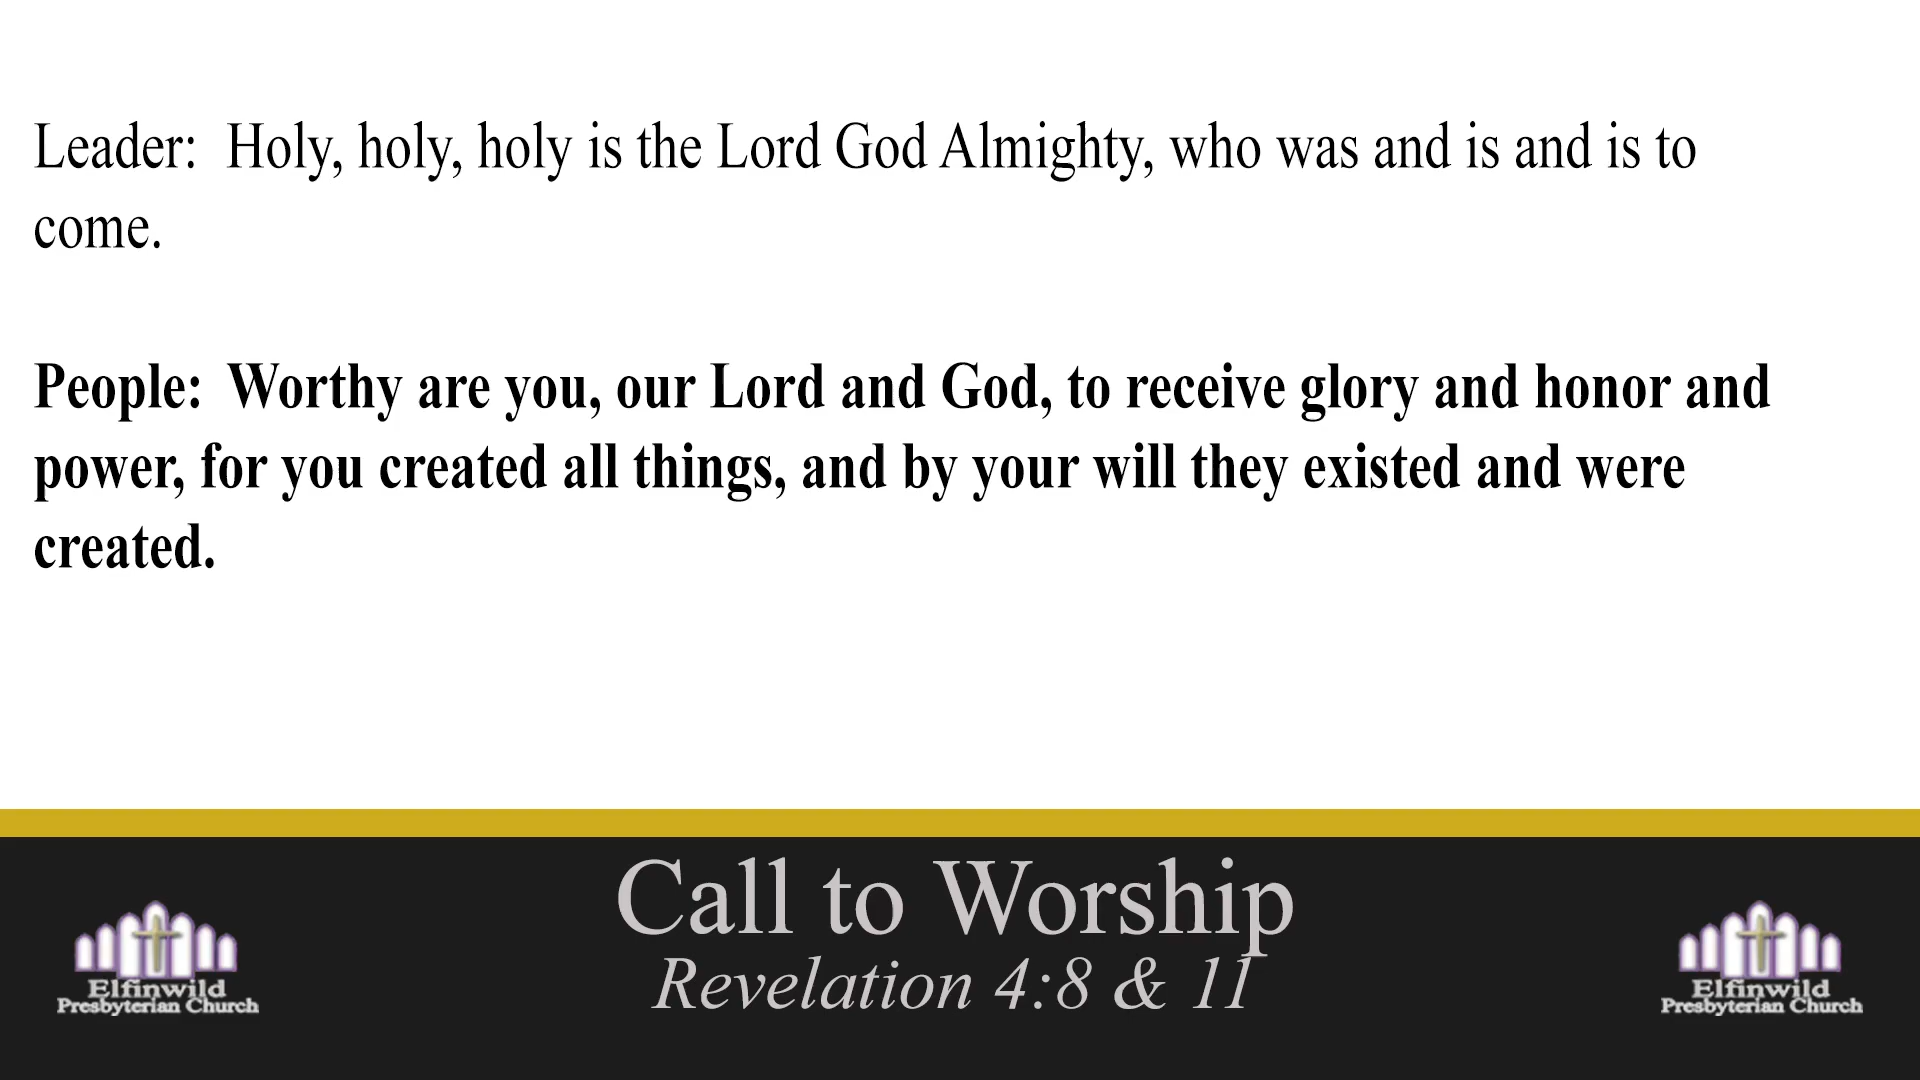 Leader:  Holy, holy, holy is the Lord God Almighty, who was and is and is to
come.
People:  Worthy are you, our Lord and God, to receive glory and honor and
power, for you created all things, and by your will they existed and were
created.
Call to Worship
Revelation 4:8 & 11
Elfinwild
Presbyterian Church
Elfinwild
Presbyterian Church